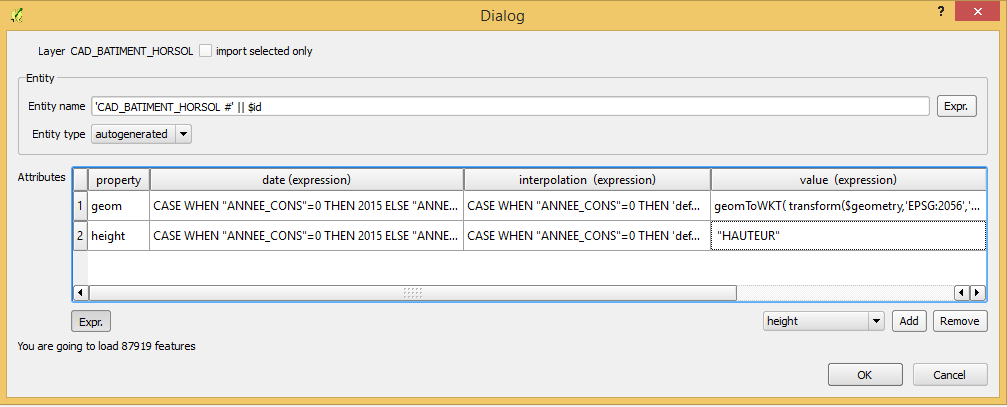 Dialog
?
Layer CAD_BATIMENT_HORSOL import selected only
Entity
Entity name 'CAD_BATIMENT_HORSOL #' || $id Expr.
Entity type autogenerated
Attributes property date (expression) interpolation (expression) value (expression)
1 geom CASE WHEN "ANNEE_CONS"=0 THEN 2015 ELSE "ANNE... CASE WHEN "ANNEE_CONS"=0 THEN 'def... geomToWKT( transform($geometry,'EPSG:2056','...
2 height CASE WHEN "ANNEE_CONS"=0 THEN 2015 ELSE "ANNE... CASE WHEN "ANNEE_CONS"=0 THEN 'def... "HAUTEUR"
Expr. height Add Remove
You are going to load 87919 features
OK Cancel